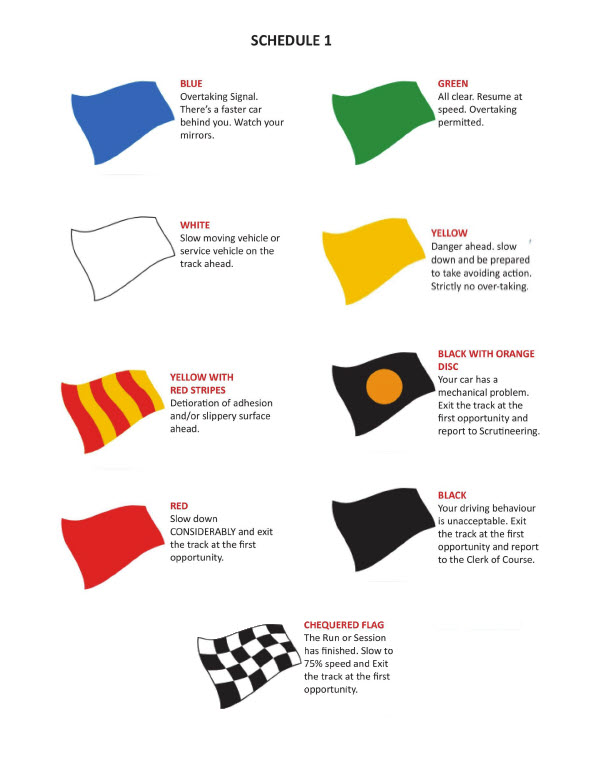 SCHEDULE 1
BLUE
Overtaking Signal.
There's a faster car
behind you. Watch your
mirrors.
GREEN
All clear. Resume at
speed. Overtaking
permitted.
WHITE
Slow moving vehicle or
service vehicle on the
track ahead.
YELLOW
Danger ahead. slow
down and be prepared
to take avoiding action.
Strictly no over-taking.
YELLOW WITH
RED STRIPES
Detioration of adhesion
and/or slippery surface
ahead.
BLACK WITH ORANGE
DISC
Your car has a
mechanical problem.
Exit the track at the
first opportunity and
report to Scrutineering.
RED
Slow down
CONSIDERABLY and exit
the track at the first
opportunity.
BLACK
Your driving behaviour
is unacceptable. Exit
the track at the first
opportunity and report
to the Clerk of Course.
CHEQUERED FLAG
The Run or Session
has finished. Slow to
75% speed and Exit
the track at the first
opportunity.